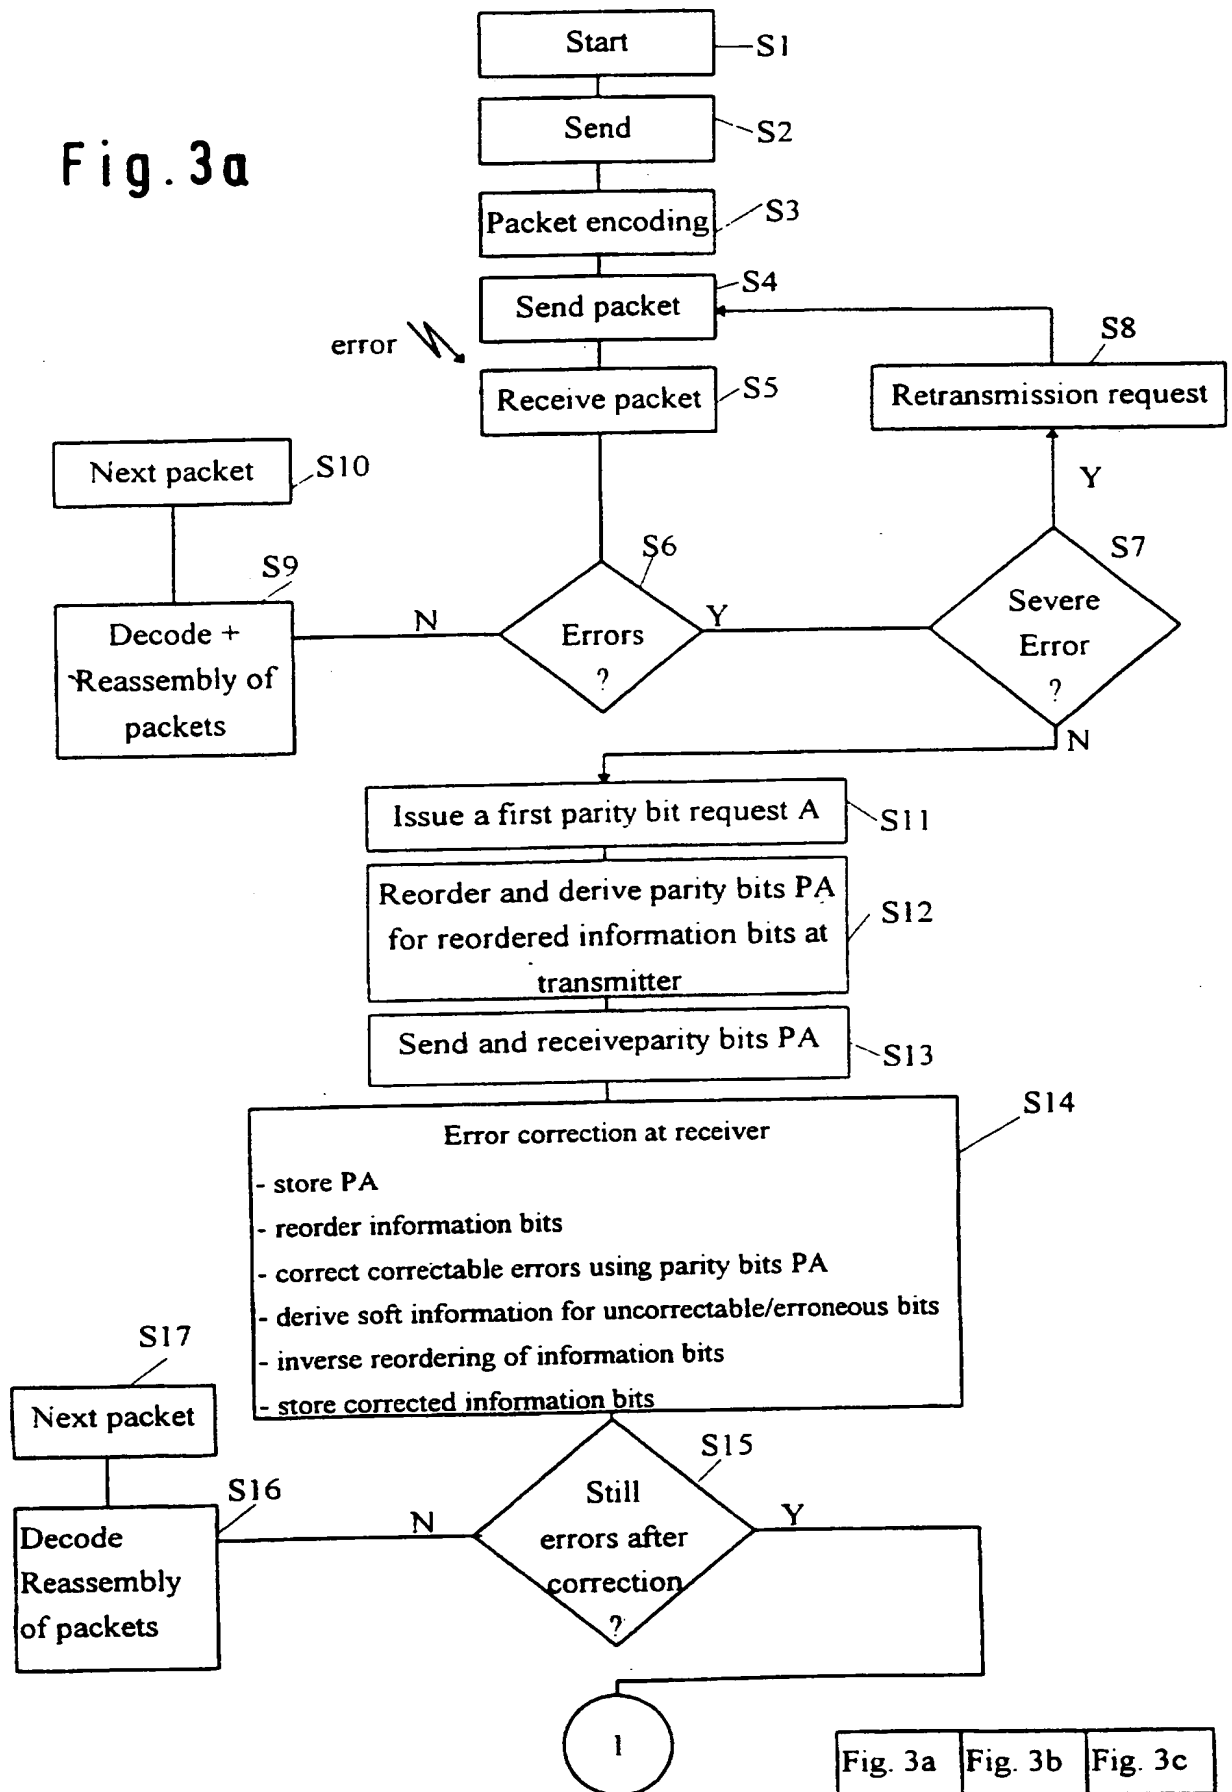 Fig. 3a
Start
S1
Send
S2
Packet encoding
S3
Send packet
S4
error
Receive packet
S5
S8
Retransmission request
Next packet
S10
Y
S9
S6
S7
Decode +
Reassembly of
packets
N
Errors
?
Y
Severe
Error
?
N
Issue a first parity bit request A
S11
Reorder and derive parity bits PA
for reordered information bits at
transmitter
S12
Send and receiveparity bits PA
S13
S14
Error correction at receiver
- store PA
- reorder information bits
- correct correctable errors using parity bits PA
- derive soft information for uncorrectable/erroneous bits
- inverse reordering of information bits
- store corrected information bits
S17
Next packet
S15
S16
Decode
Reassembly
of packets
N
Still
errors after
correction
?
Y
1
Fig. 3a Fig. 3b Fig. 3c